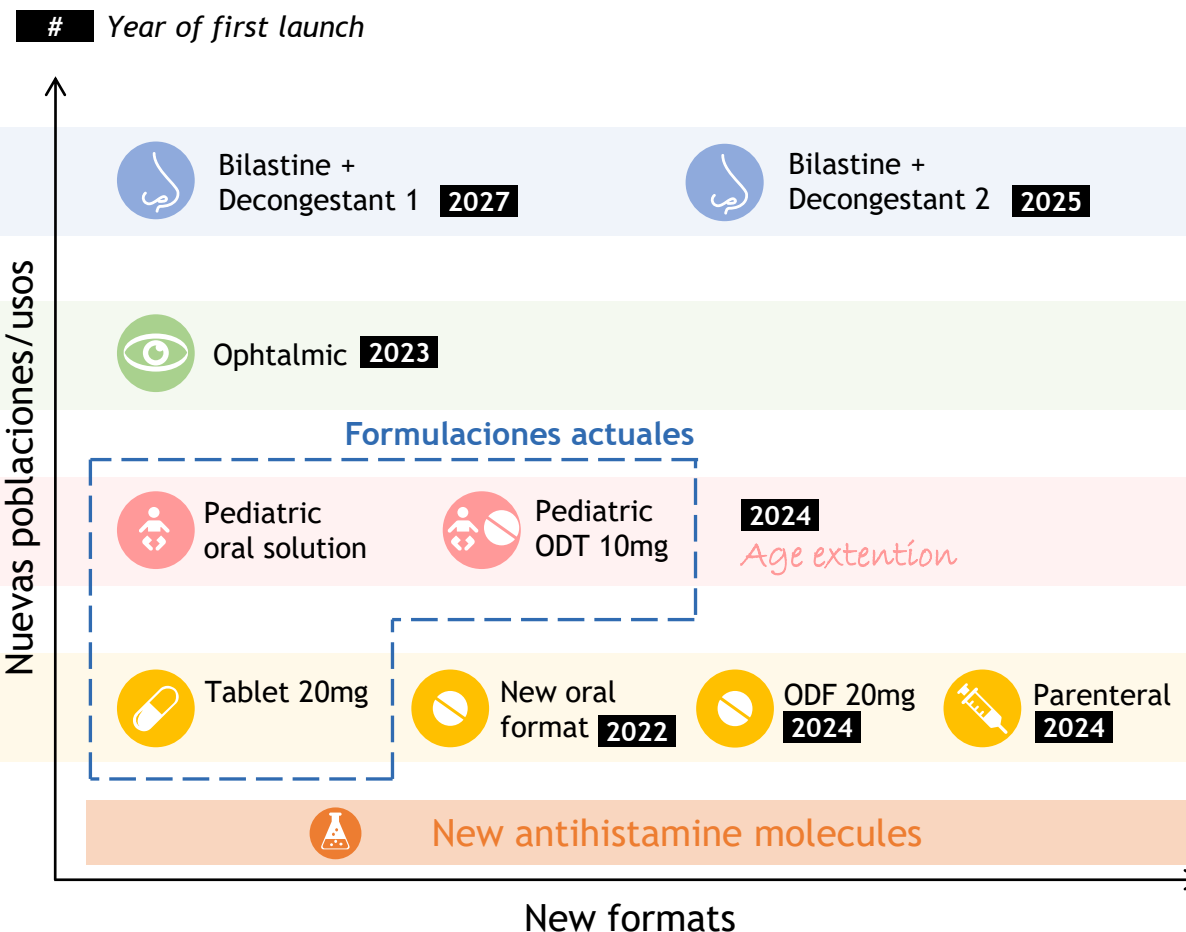 # Year of first launch
Bilastine +
Decongestant 1 2027
Bilastine +
Decongestant 2 2025
Nuevas poblaciones/usos
Ophtalmic 2023
Formulaciones actuales
Pediatric
oral solution
Pediatric
ODT 10mg
2024
Age extention
Tablet 20mg
New oral
format 2022
ODF 20mg
2024
Parenteral
2024
New antihistamine molecules
New formats